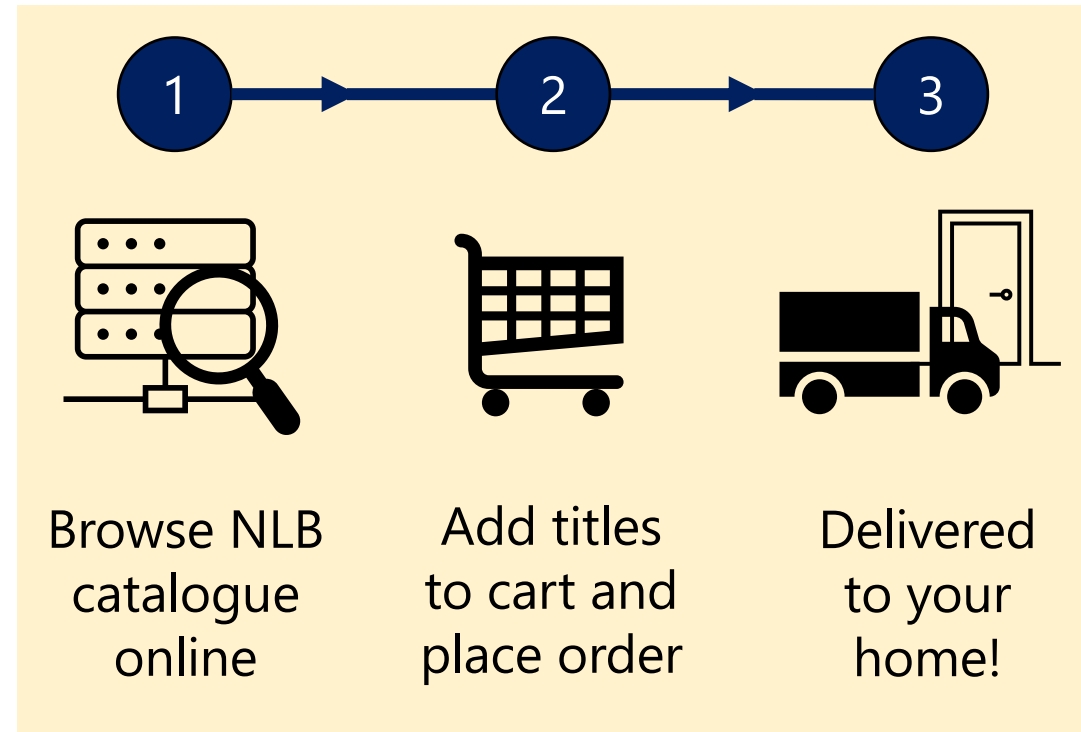 1
2
3
Browse NLB
catalogue
online
Add titles
to cart and
place order
Delivered
to your
home!